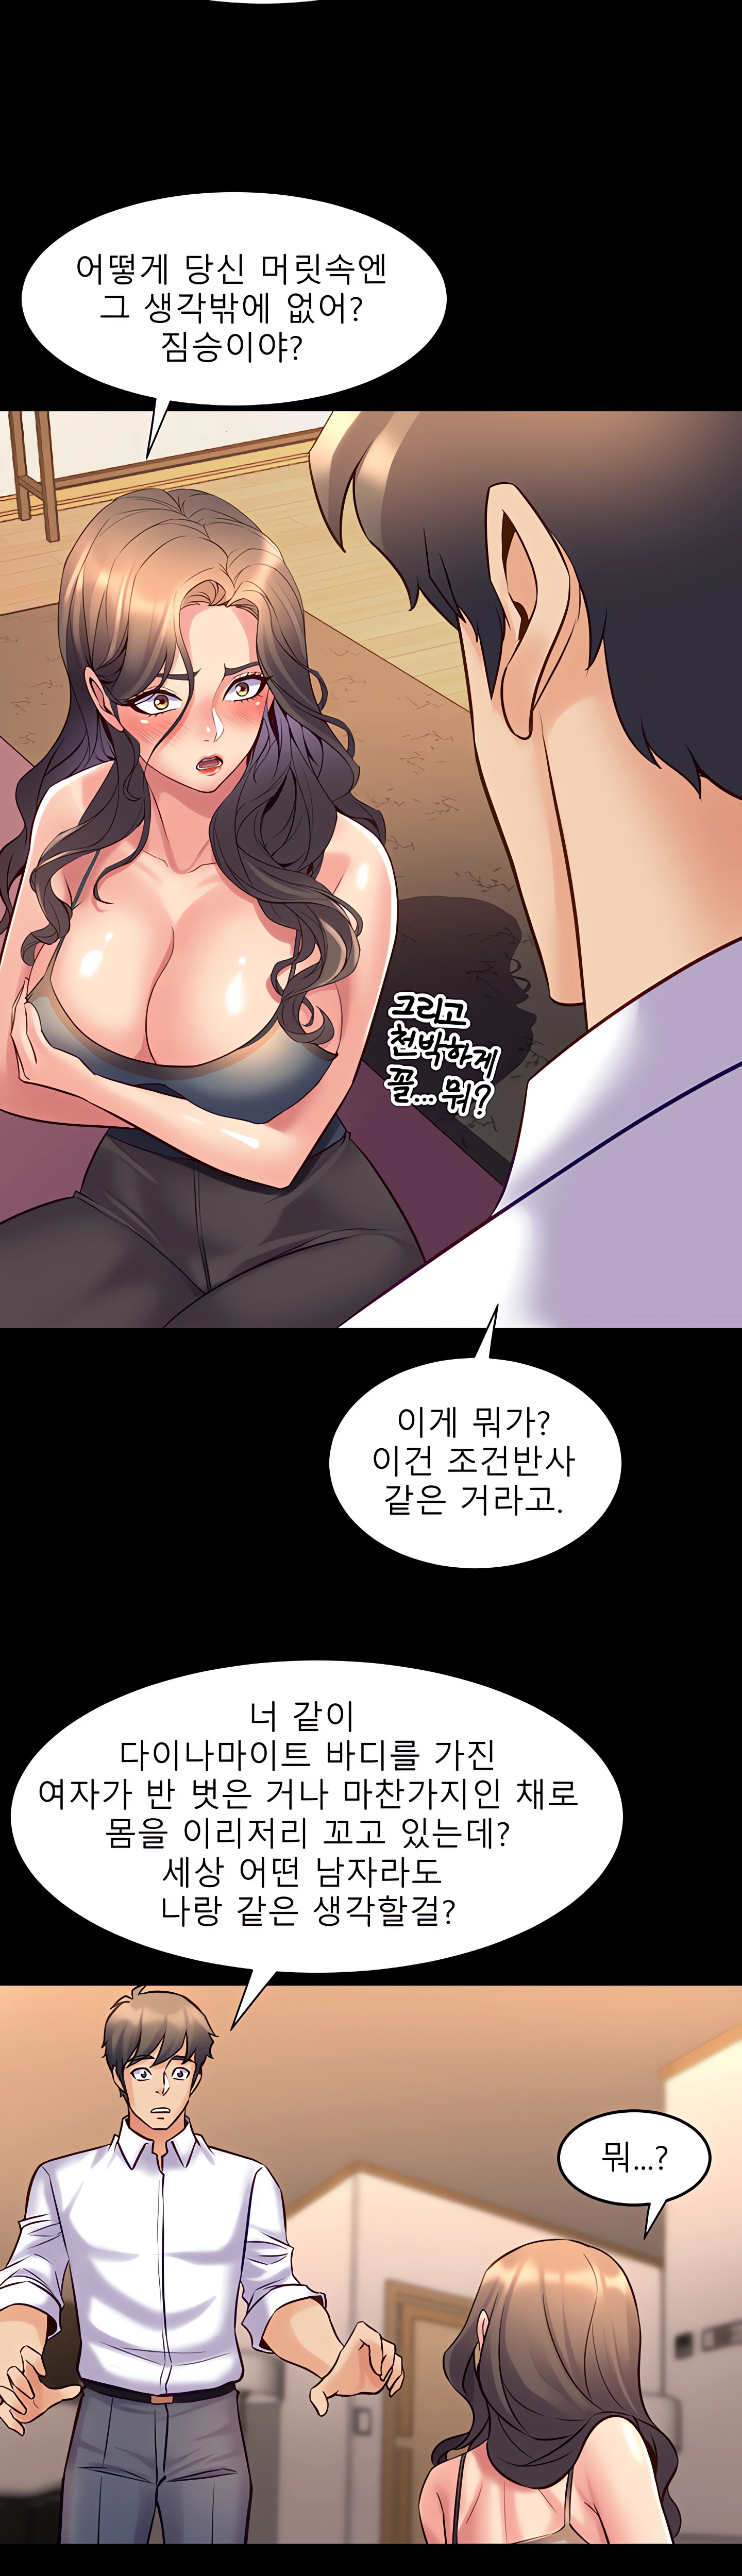 어떻게 당신 머릿속엔
그 생각밖에 없어?
짐승이야?
그리고
천박하게
꼴... 뭐?
이게 뭐가?
이건 조건반사
같은 거라고.
너 같이
다이나마이트 바디를 가진
여자가 반 벗은 거나 마찬가지인 채로
몸을 이리저리 꼬고 있는데?
세상 어떤 남자라도
나랑 같은 생각할걸?
뭐...?